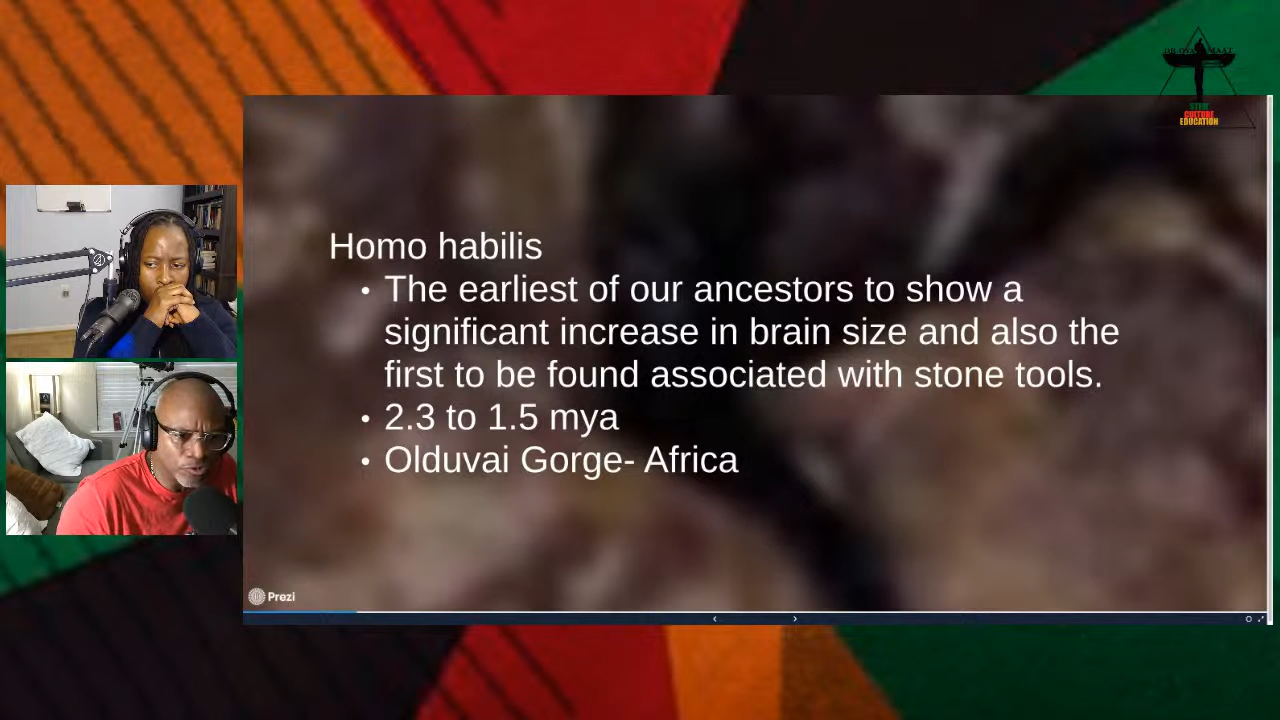 STEM
CULTURE
EDUCATION
Homo habilis
• The earliest of our ancestors to show a
significant increase in brain size and also the
first to be found associated with stone tools.
• 2.3 to 1.5 mya
• Olduvai Gorge- Africa
Prezi